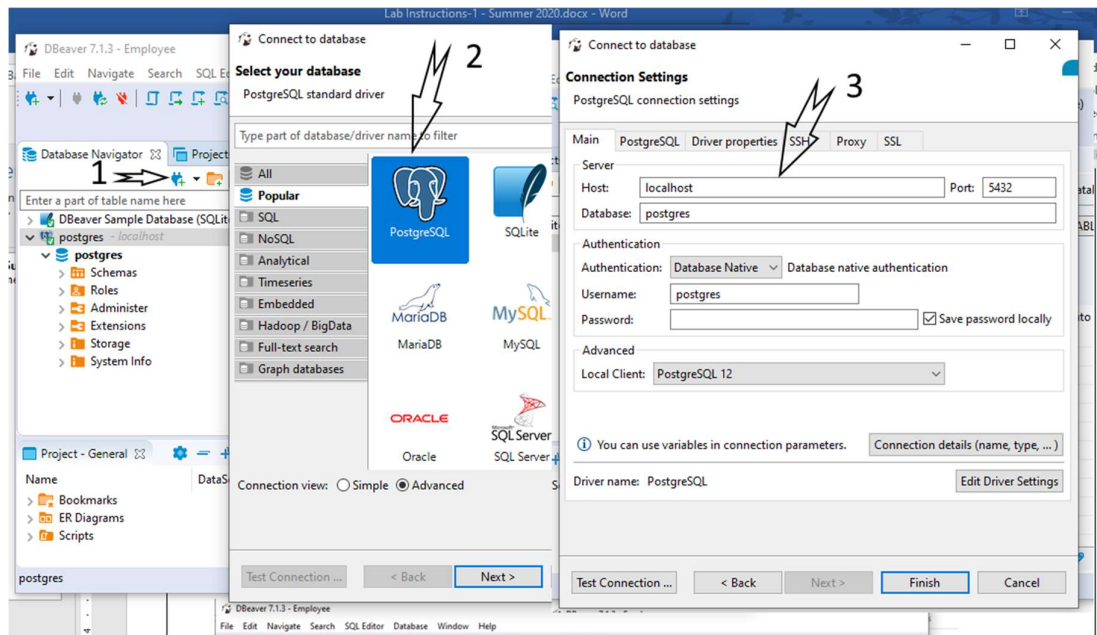 Lab Instructions-1 - Summer 2020.docx - Word
DBeaver 7.1.3 - Employee
File Edit Navigate Search SQL Ed
Database Navigator Project
1
Enter a part of table name here
DBeaver Sample Database (SQLit
postgres - localhost
postgres
Schemas
Roles
Administer
Extensions
Storage
System Info
Project - General
Name DataS
Bookmarks
ER Diagrams
Scripts
postgres
Connect to database
2
Select your database
PostgreSQL standard driver
Type part of database/driver name to filter
All
Popular
SQL
NoSQL
Analytical
Timeseries
Embedded
Hadoop / BigData
Full-text search
Graph databases
PostgreSQL SQLite
MariaDB MySQL
MariaDB MySQL
ORACLE Microsoft SQL Server
Oracle SQL Server
Connection view: Simple Advanced
Test Connection ... < Back Next >
Connect to database
Connection Settings
PostgreSQL connection settings
3
Main PostgreSQL Driver properties SSH Proxy SSL
Server
Host: localhost Port: 5432
Database: postgres
Authentication
Authentication: Database Native Database native authentication
Username: postgres
Password: Save password locally
Advanced
Local Client: PostgreSQL 12
You can use variables in connection parameters. Connection details (name, type, ... )
Driver name: PostgreSQL Edit Driver Settings
Test Connection ... < Back Next > Finish Cancel
DBeaver 7.1.3 - Employee
File Edit Navigate Search SQL Editor Database Window Help